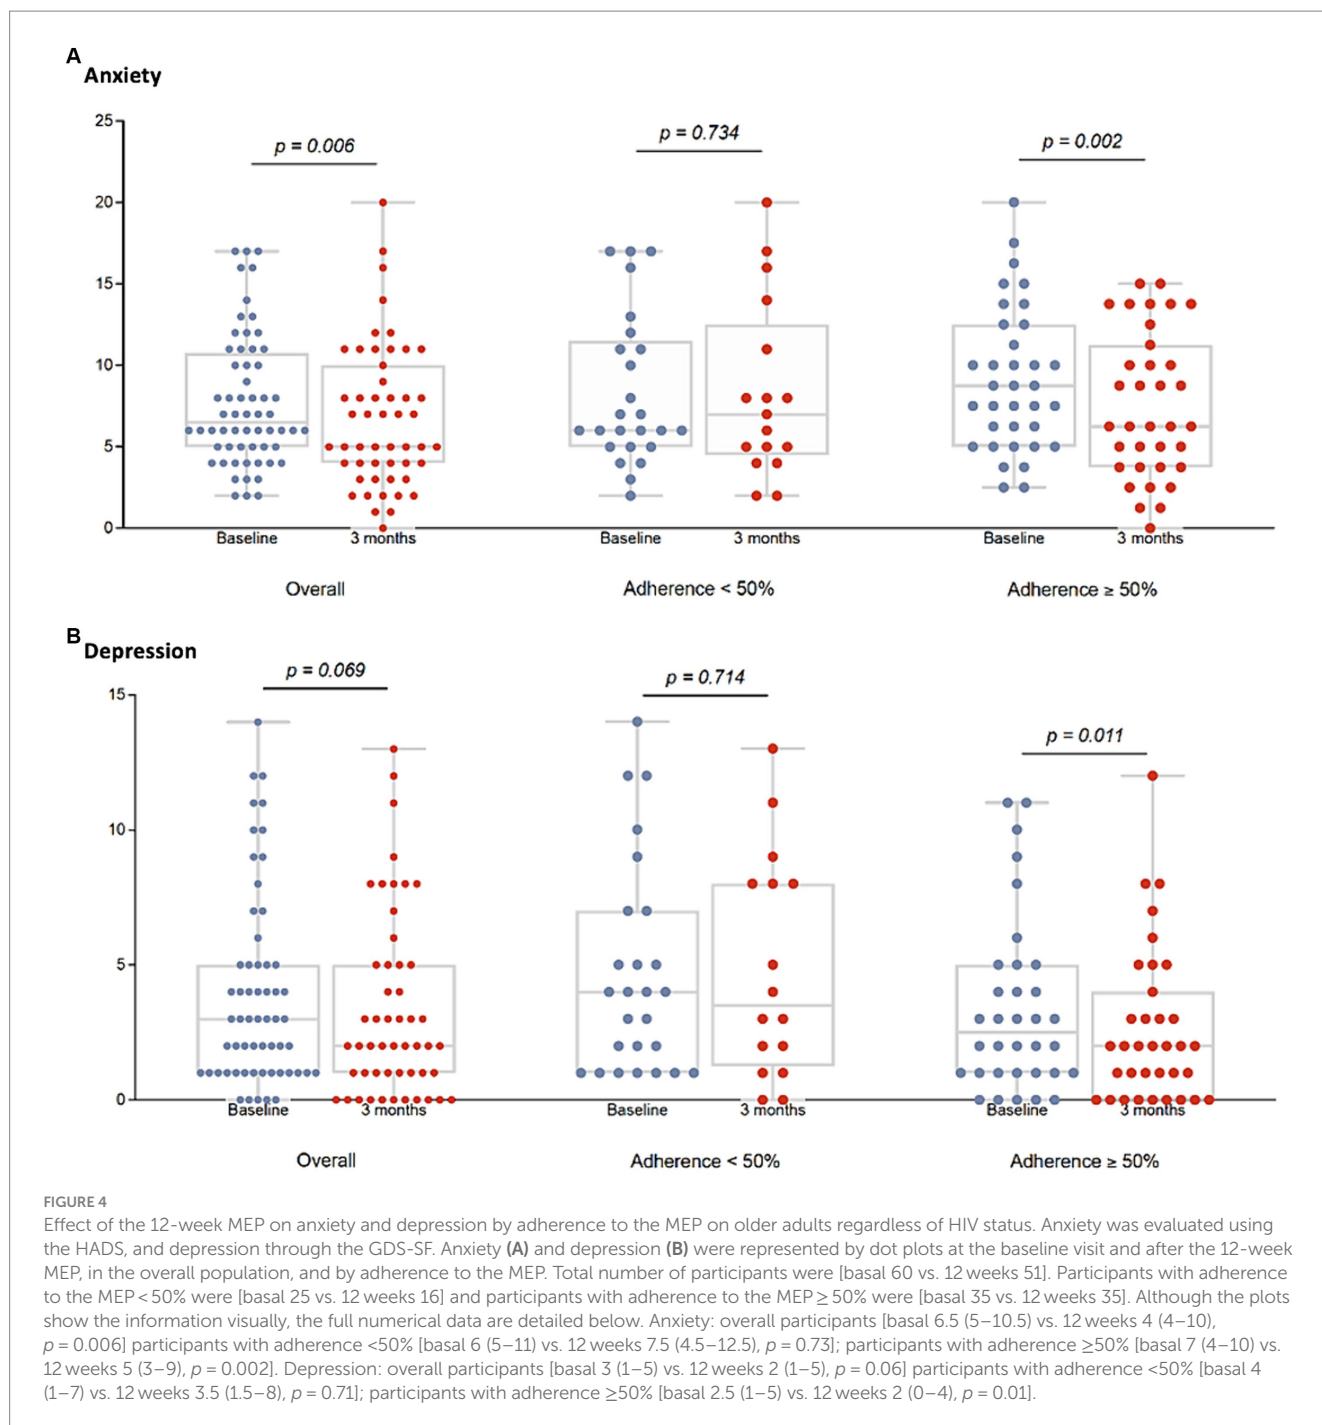 A
Anxiety
p = 0.006
p = 0.734
p = 0.002
25
20
15
10
5
0
Baseline
3 months
Baseline
3 months
Baseline
3 months
Overall
Adherence < 50%
Adherence ≥ 50%
B
Depression
p = 0.069
p = 0.714
p = 0.011
15
10
5
0
Baseline
3 months
Baseline
3 months
Baseline
3 months
Overall
Adherence < 50%
Adherence ≥ 50%
FIGURE 4
Effect of the 12-week MEP on anxiety and depression by adherence to the MEP on older adults regardless of HIV status. Anxiety was evaluated using
the HADS, and depression through the GDS-SF. Anxiety (A) and depression (B) were represented by dot plots at the baseline visit and after the 12-week
MEP, in the overall population, and by adherence to the MEP. Total number of participants were [basal 60 vs. 12 weeks 51]. Participants with adherence
to the MEP < 50% were [basal 25 vs. 12 weeks 16] and participants with adherence to the MEP ≥ 50% were [basal 35 vs. 12 weeks 35]. Although the plots
show the information visually, the full numerical data are detailed below. Anxiety: overall participants [basal 6.5 (5–10.5) vs. 12 weeks 4 (4–10),
p = 0.006] participants with adherence <50% [basal 6 (5–11) vs. 12 weeks 7.5 (4.5–12.5), p = 0.73]; participants with adherence ≥50% [basal 7 (4–10) vs.
12 weeks 5 (3–9), p = 0.002]. Depression: overall participants [basal 3 (1–5) vs. 12 weeks 2 (1–5), p = 0.06] participants with adherence <50% [basal 4
(1–7) vs. 12 weeks 3.5 (1.5–8), p = 0.71]; participants with adherence ≥50% [basal 2.5 (1–5) vs. 12 weeks 2 (0–4), p = 0.01].